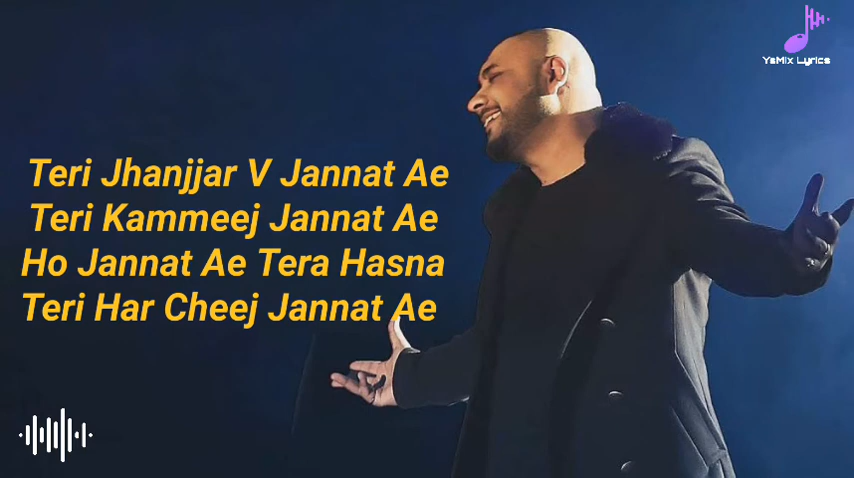 YsMix Lyrics
Teri Jhanjjar V Jannat Ae
Teri Kammeej Jannat Ae
Ho Jannat Ae Tera Hasna
Teri Har Cheej Jannat Ae